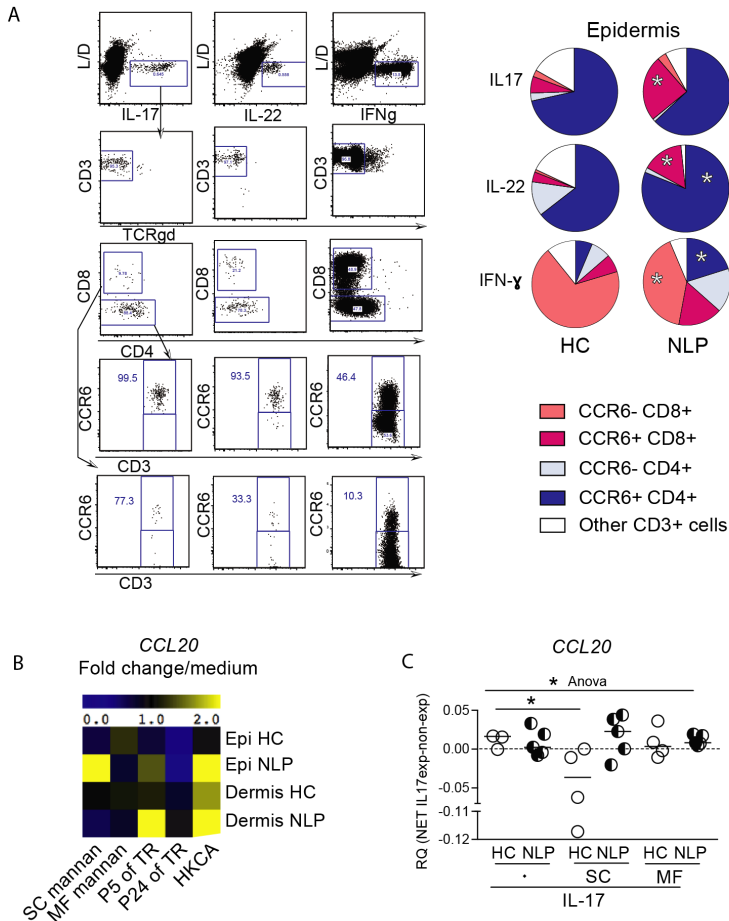 A
L/D
L/D
L/D
IL-17
IL-22
IFNg
CD3
CD3
CD3
TCRgd
CD8
CD8
CD8
CD4
99.5
93.5
46.4
CCR6
CCR6
CCR6
CD3
77.3
33.3
10.3
CCR6
CCR6
CCR6
CD3
Epidermis
IL17
*
IL-22
*
*
IFN-ɣ
*
*
HC
NLP
CCR6- CD8+
CCR6+ CD8+
CCR6- CD4+
CCR6+ CD4+
Other CD3+ cells
B
CCL20
Fold change/medium
0.0 1.0 2.0
Epi HC
Epi NLP
Dermis HC
Dermis NLP
SC mannan
MF mannan
P5 of TR
P24 of TR
HKCA
C
CCL20
* Anova
*
RQ (NET IL17exp-non-exp)
0.05
0.00
-0.05
-0.1
-0.12
HC NLP HC NLP HC NLP
- SC MF
IL-17